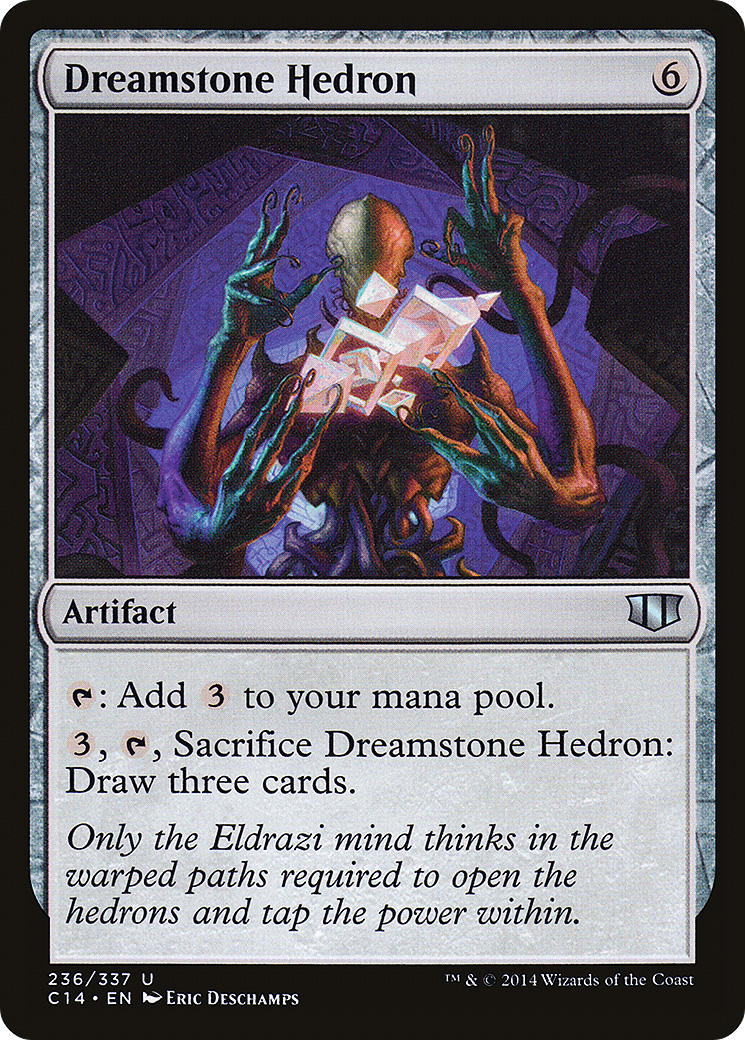 Dreamstone Hedron 6
Artifact
: Add 3 to your mana pool.
3, , Sacrifice Dreamstone Hedron:
Draw three cards.
Only the Eldrazi mind thinks in the
warped paths required to open the
hedrons and tap the power within.
236/337 U
™ & © 2014 Wizards of the Coast
C14 • EN Eric Deschamps